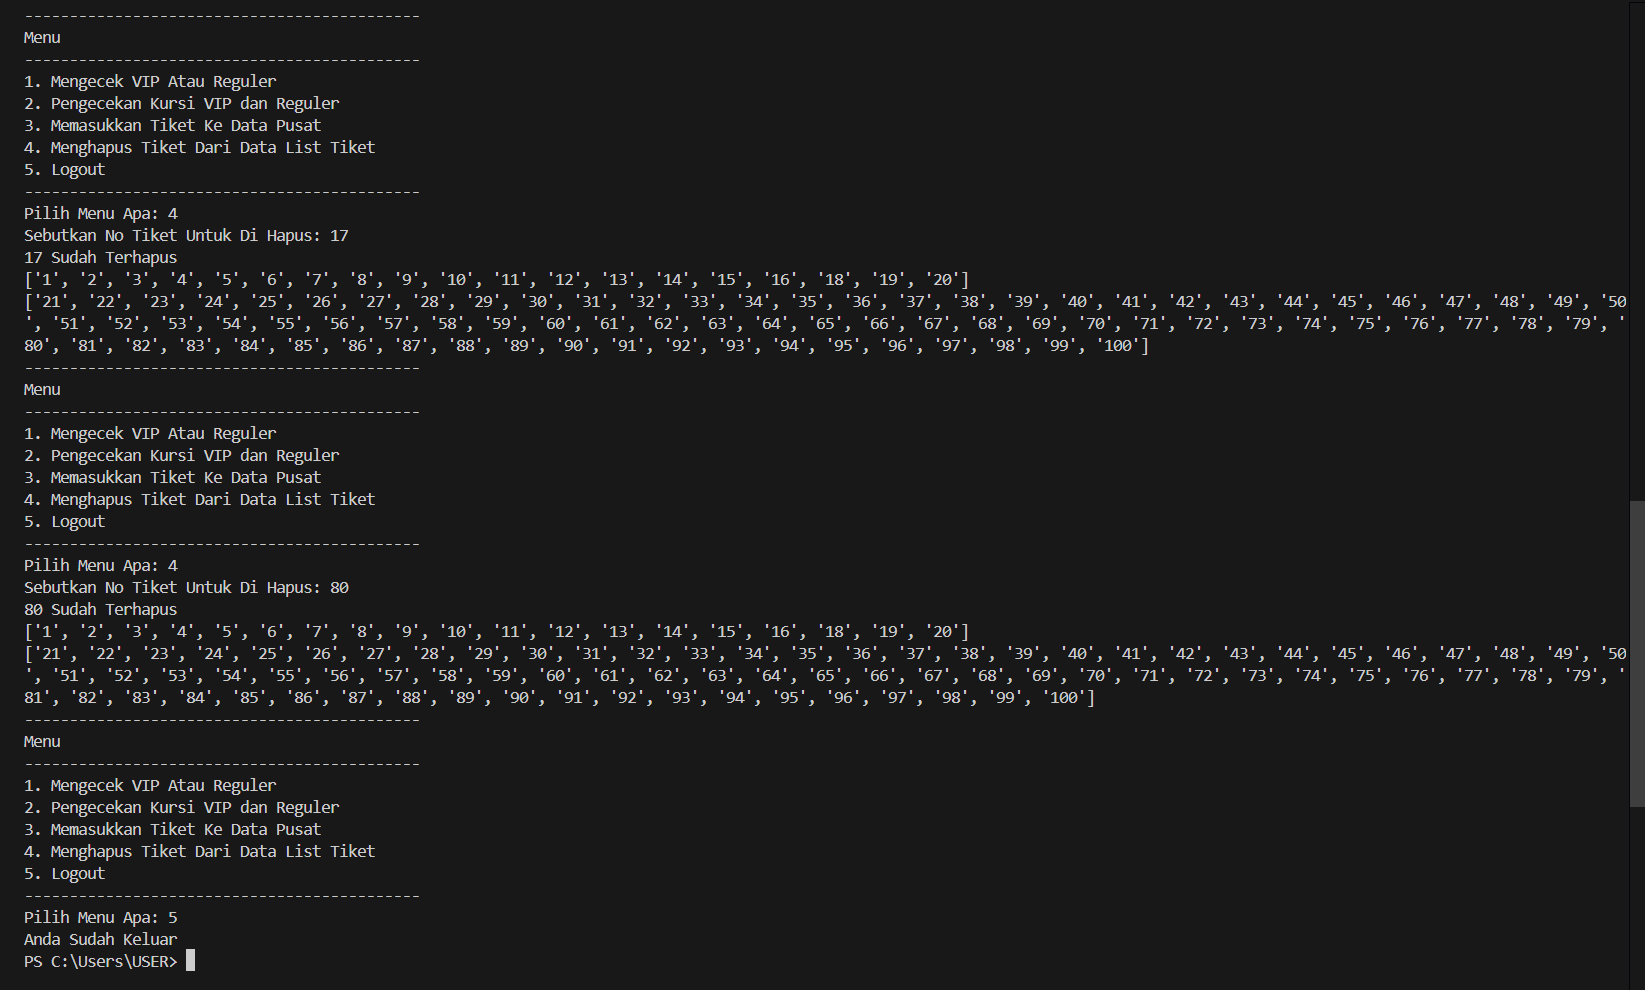 --------------------------------------------
Menu
--------------------------------------------
1. Mengecek VIP Atau Reguler
2. Pengecekan Kursi VIP dan Reguler
3. Memasukkan Tiket Ke Data Pusat
4. Menghapus Tiket Dari Data List Tiket
5. Logout
--------------------------------------------
Pilih Menu Apa: 4
Sebutkan No Tiket Untuk Di Hapus: 17
17 Sudah Terhapus
['1', '2', '3', '4', '5', '6', '7', '8', '9', '10', '11', '12', '13', '14', '15', '16', '18', '19', '20']
['21', '22', '23', '24', '25', '26', '27', '28', '29', '30', '31', '32', '33', '34', '35', '36', '37', '38', '39', '40', '41', '42', '43', '44', '45', '46', '47', '48', '49', '50
', '51', '52', '53', '54', '55', '56', '57', '58', '59', '60', '61', '62', '63', '64', '65', '66', '67', '68', '69', '70', '71', '72', '73', '74', '75', '76', '77', '78', '79', '
80', '81', '82', '83', '84', '85', '86', '87', '88', '89', '90', '91', '92', '93', '94', '95', '96', '97', '98', '99', '100']
--------------------------------------------
Menu
--------------------------------------------
1. Mengecek VIP Atau Reguler
2. Pengecekan Kursi VIP dan Reguler
3. Memasukkan Tiket Ke Data Pusat
4. Menghapus Tiket Dari Data List Tiket
5. Logout
--------------------------------------------
Pilih Menu Apa: 4
Sebutkan No Tiket Untuk Di Hapus: 80
80 Sudah Terhapus
['1', '2', '3', '4', '5', '6', '7', '8', '9', '10', '11', '12', '13', '14', '15', '16', '18', '19', '20']
['21', '22', '23', '24', '25', '26', '27', '28', '29', '30', '31', '32', '33', '34', '35', '36', '37', '38', '39', '40', '41', '42', '43', '44', '45', '46', '47', '48', '49', '50
', '51', '52', '53', '54', '55', '56', '57', '58', '59', '60', '61', '62', '63', '64', '65', '66', '67', '68', '69', '70', '71', '72', '73', '74', '75', '76', '77', '78', '79', '
81', '82', '83', '84', '85', '86', '87', '88', '89', '90', '91', '92', '93', '94', '95', '96', '97', '98', '99', '100']
--------------------------------------------
Menu
--------------------------------------------
1. Mengecek VIP Atau Reguler
2. Pengecekan Kursi VIP dan Reguler
3. Memasukkan Tiket Ke Data Pusat
4. Menghapus Tiket Dari Data List Tiket
5. Logout
--------------------------------------------
Pilih Menu Apa: 5
Anda Sudah Keluar
PS C:\Users\USER>